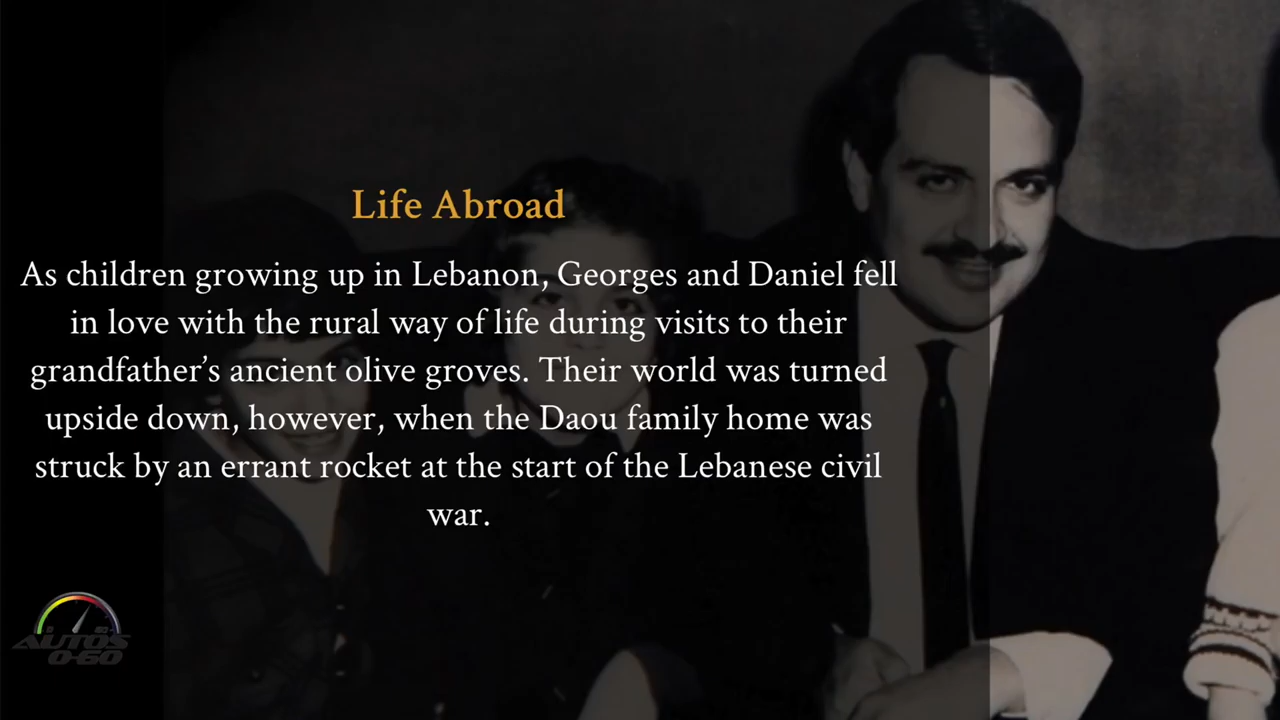 Life Abroad
As children growing up in Lebanon, Georges and Daniel fell
in love with the rural way of life during visits to their
grandfather’s ancient olive groves. Their world was turned
upside down, however, when the Daou family home was
struck by an errant rocket at the start of the Lebanese civil
war.
AUTOS
0-60